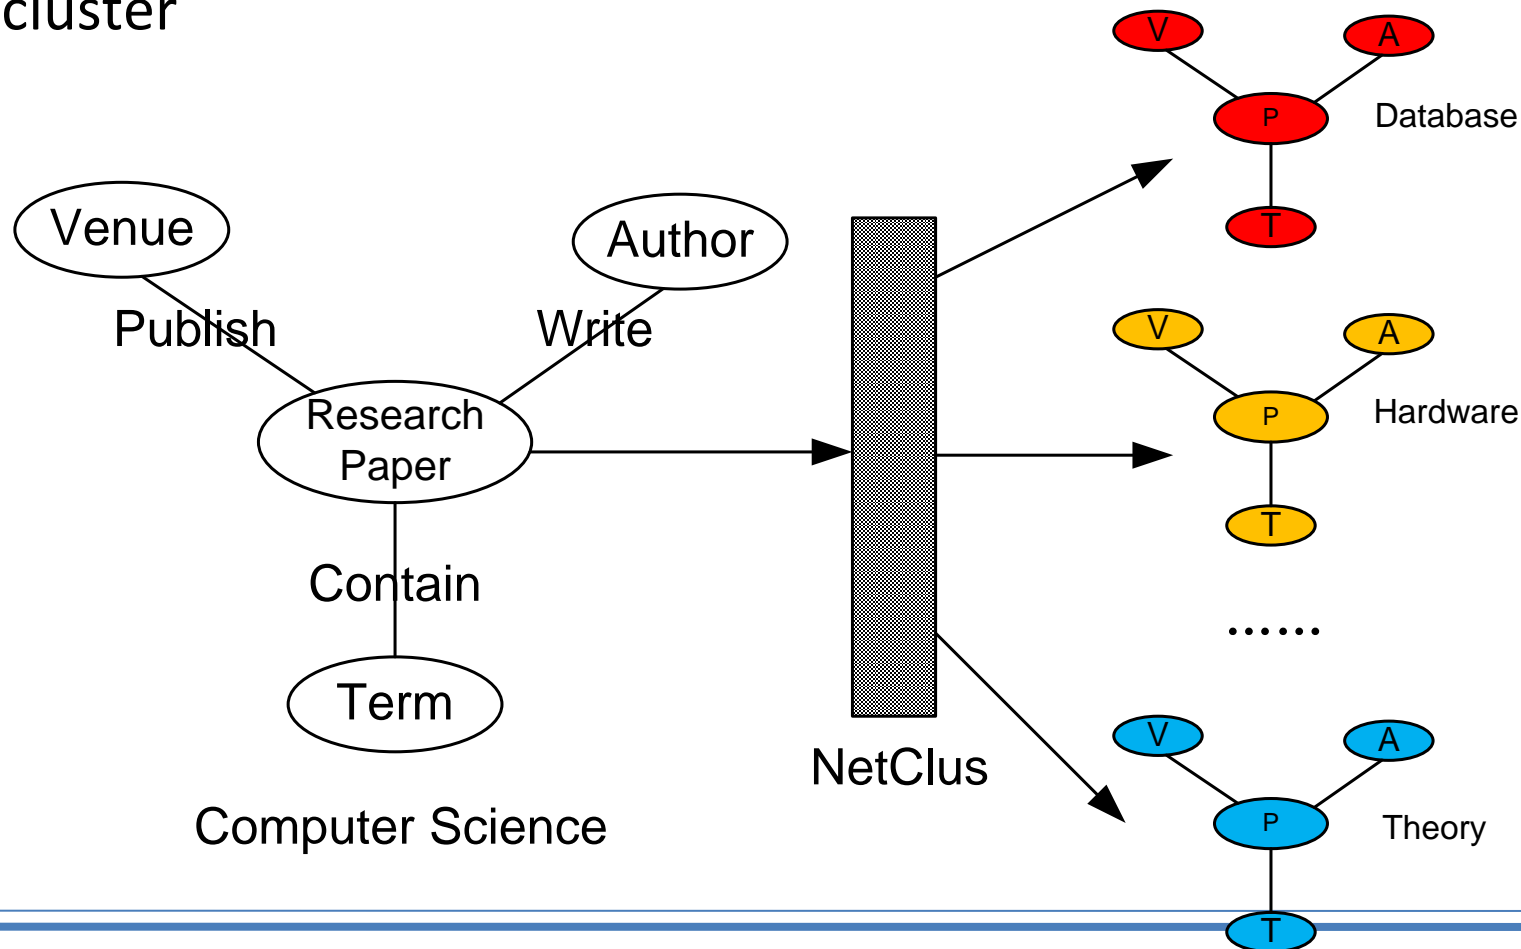 cluster
Venue
Author
Publish
Write
Research
Paper
Contain
Term
Computer Science
NetClus
V
A
P
Database
T
V
A
P
Hardware
T
......
V
A
P
Theory
T